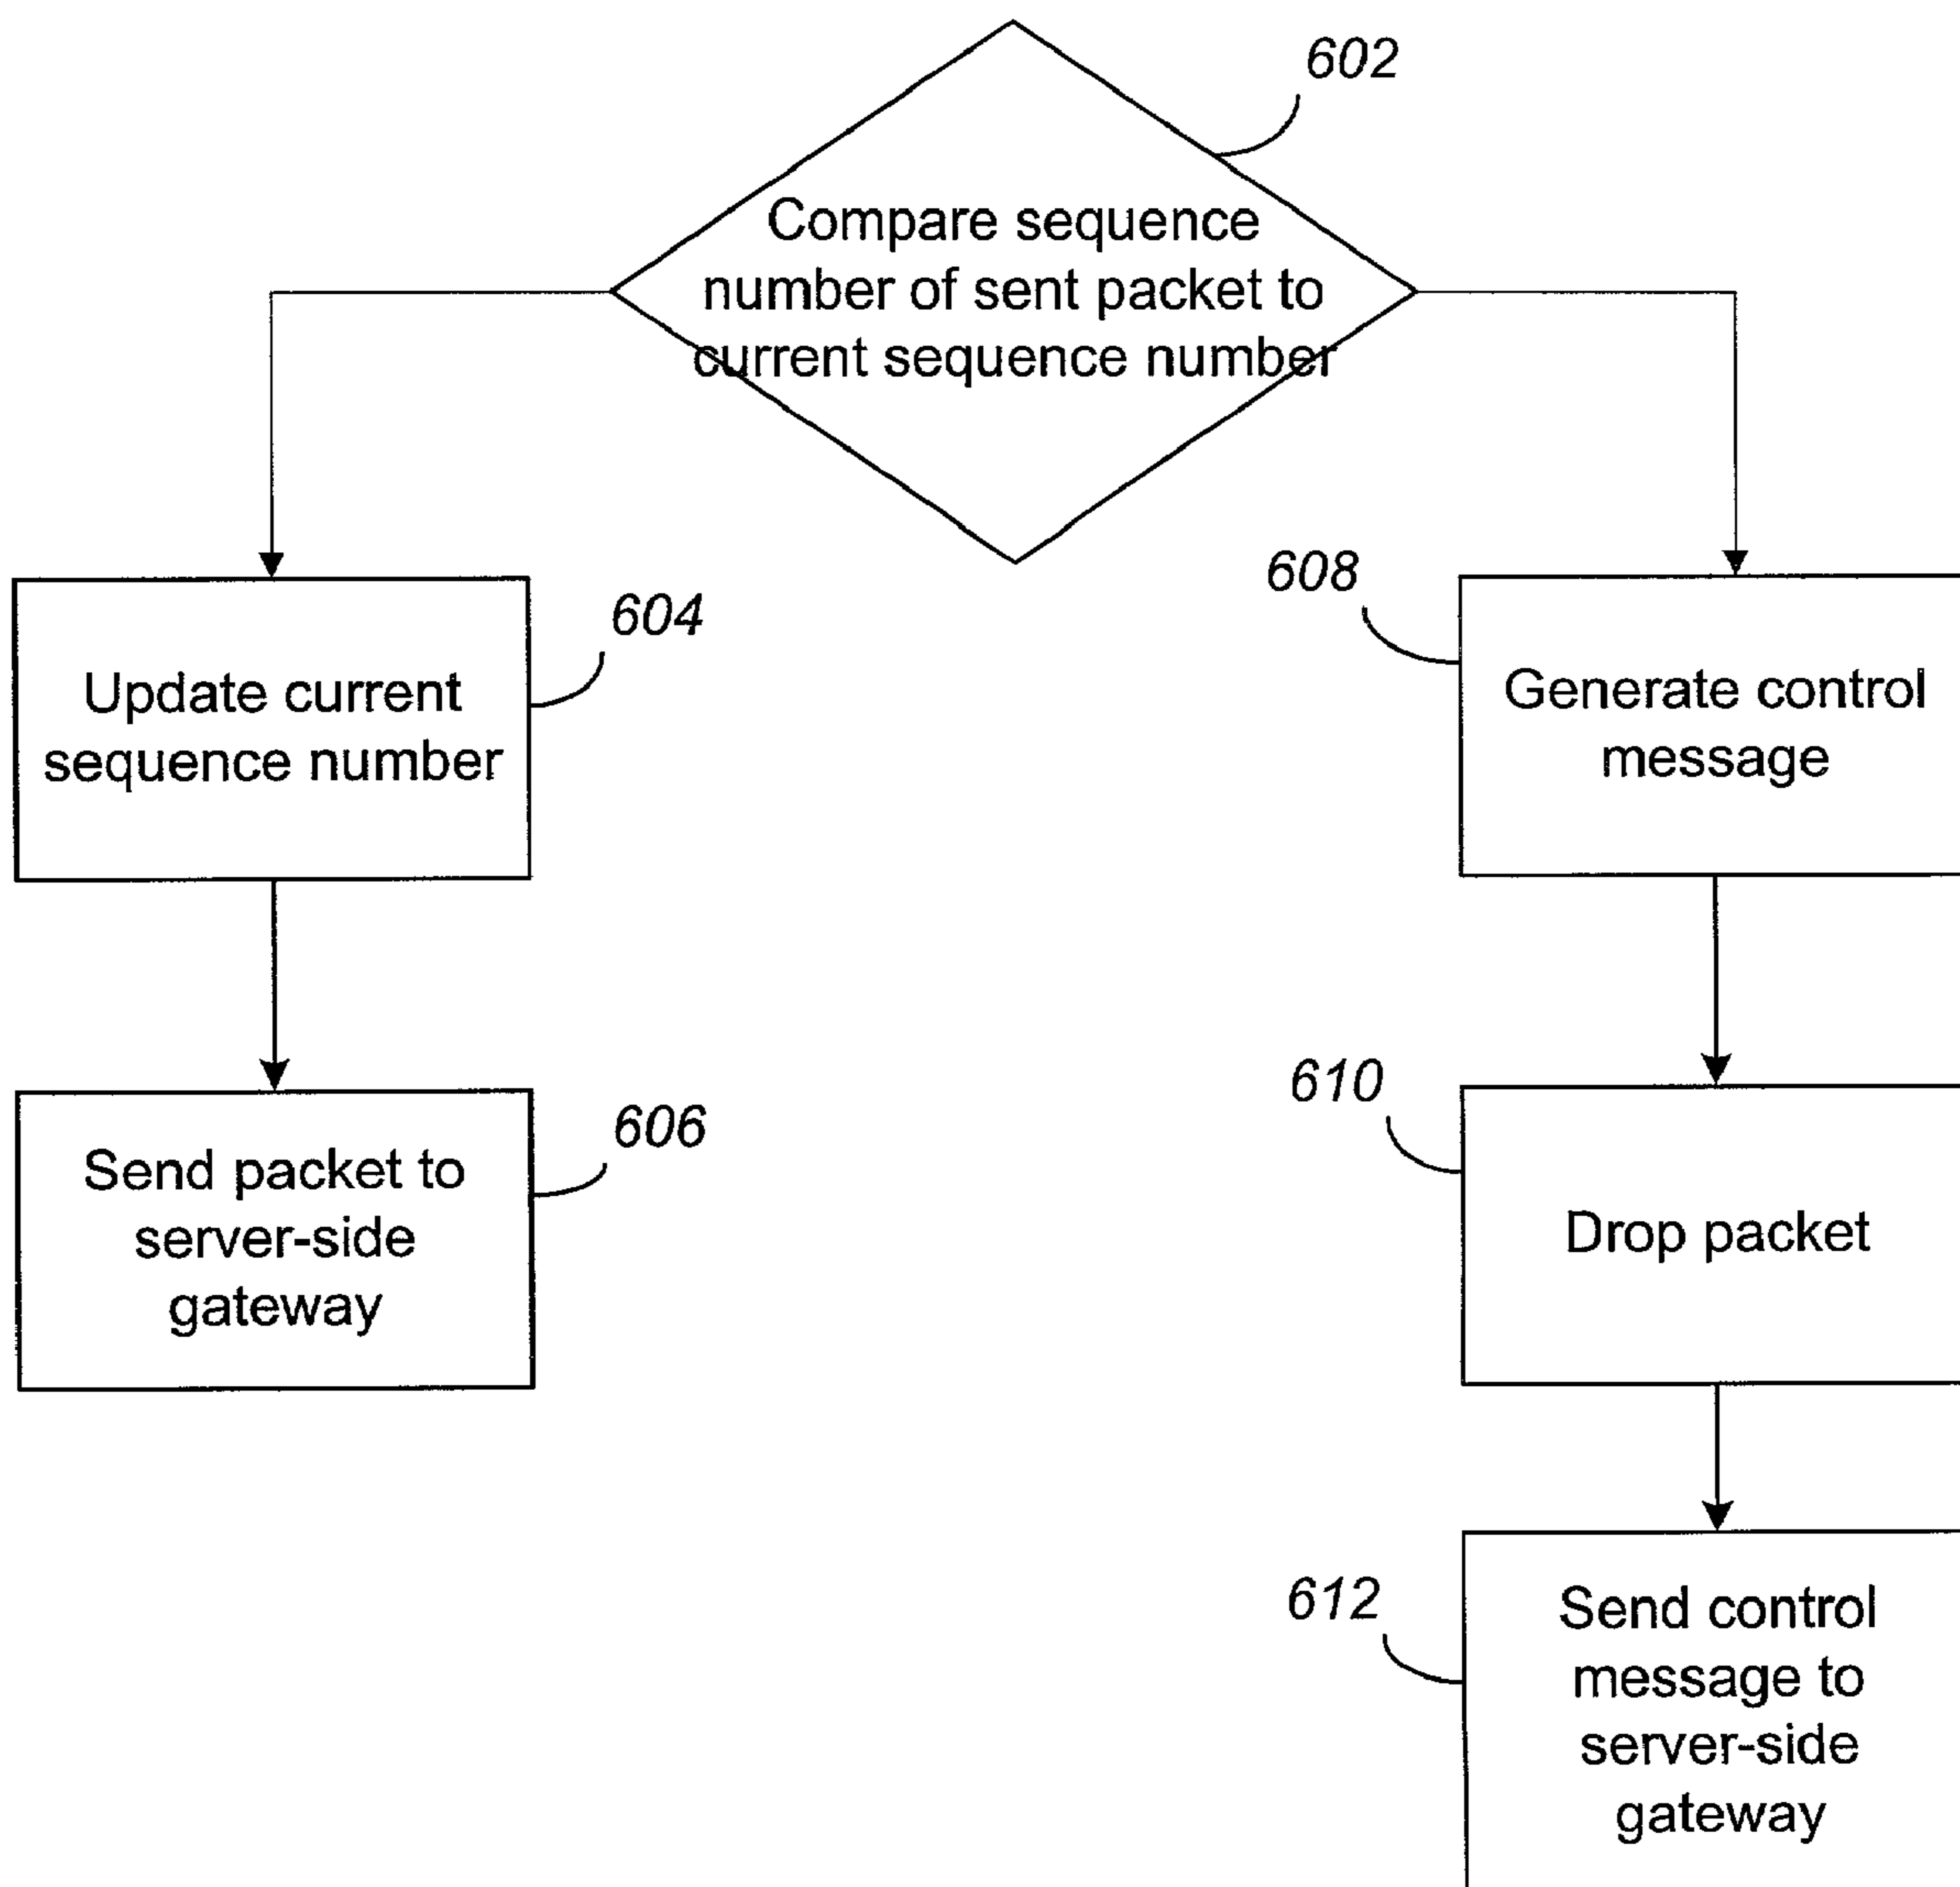 602
Compare sequence
number of sent packet to
current sequence number
604
Update current
sequence number
606
Send packet to
server-side
gateway
608
Generate control
message
610
Drop packet
612
Send control
message to
server-side
gateway